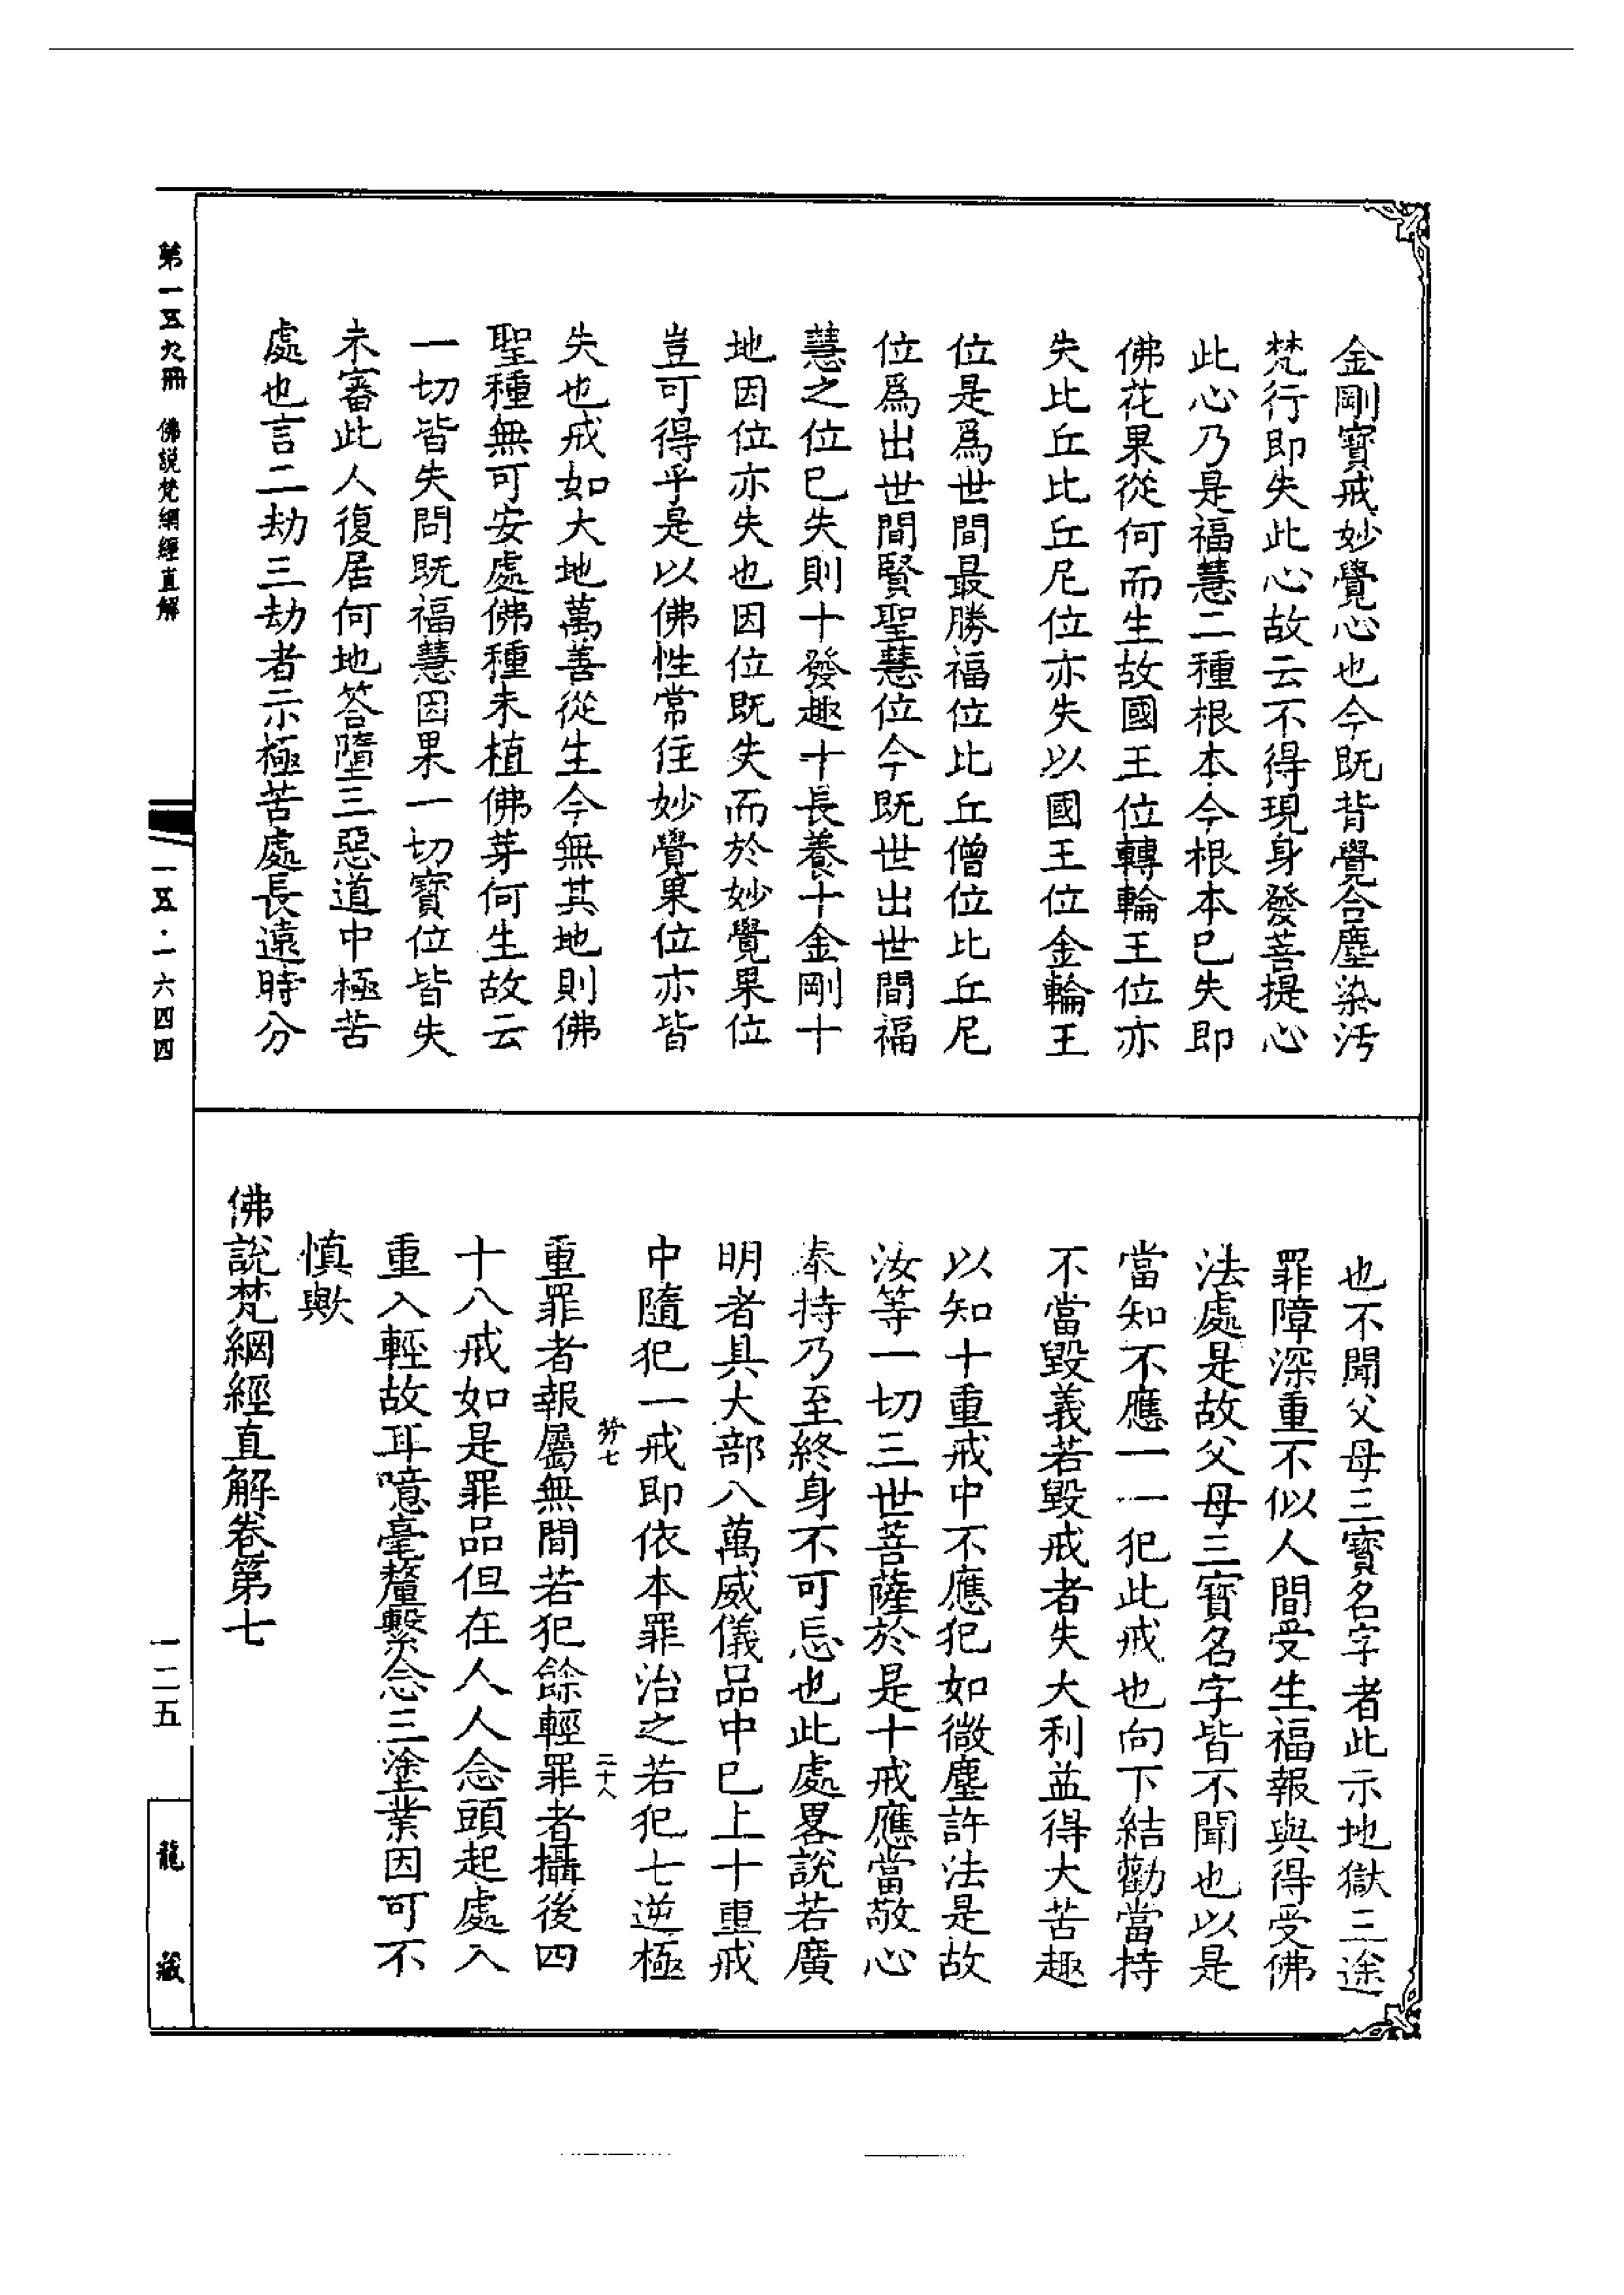 金剛寶戒妙覺心也今既背覺合塵染汚
梵行即失此心故云不得現身發菩提心
此心乃是福慧二種根本今根本已失即
佛花果從何而生故國王位轉輪王位亦
失比丘比丘尼位亦失以國王位金輪王
位是爲世間最勝福位比丘僧位比丘尼
位爲出世間賢聖慧位今既世出世間福
慧之位已失則十發趣十長養十金剛十
地因位亦失也因位既失而於妙覺果位
豈可得乎是以佛性常住妙覺果位亦皆
失也戒如大地萬善從生今無其地則佛
聖種無可安處佛種未植佛芽何生故云
一切皆失問既福慧因果一切寶位皆失
未審此人復居何地答墮三惡道中極苦
處也言二劫三劫者示極苦處長遠時分
也不聞父母三寶名字者此示地獄三途
罪障深重不似人間受生福報與得受佛
法處是故父母三寶名字皆不聞也以是
當知不應一一犯此戒也向下結勸當持
不當毀義若毀戒者失大利益得大苦趣
以知十重戒中不應犯如微塵許法是故
汝等一切三世菩薩於是十戒應當敬心
奉持乃至終身不可忘也此處畧說若廣
明者具大部八萬威儀品中已上十重戒
中隨犯一戒即依本罪治之若犯七逆極
勞七 二十八
重罪者報屬無間若犯餘輕罪者攝後四
十八戒如是罪品但在人人念頭起處入
重入輕故耳噫毫釐繫念三塗業因可不
慎歟
佛說梵網經直解卷第七
第一五九冊 佛說梵網經直解
一五·一六四四
一二五
龍藏